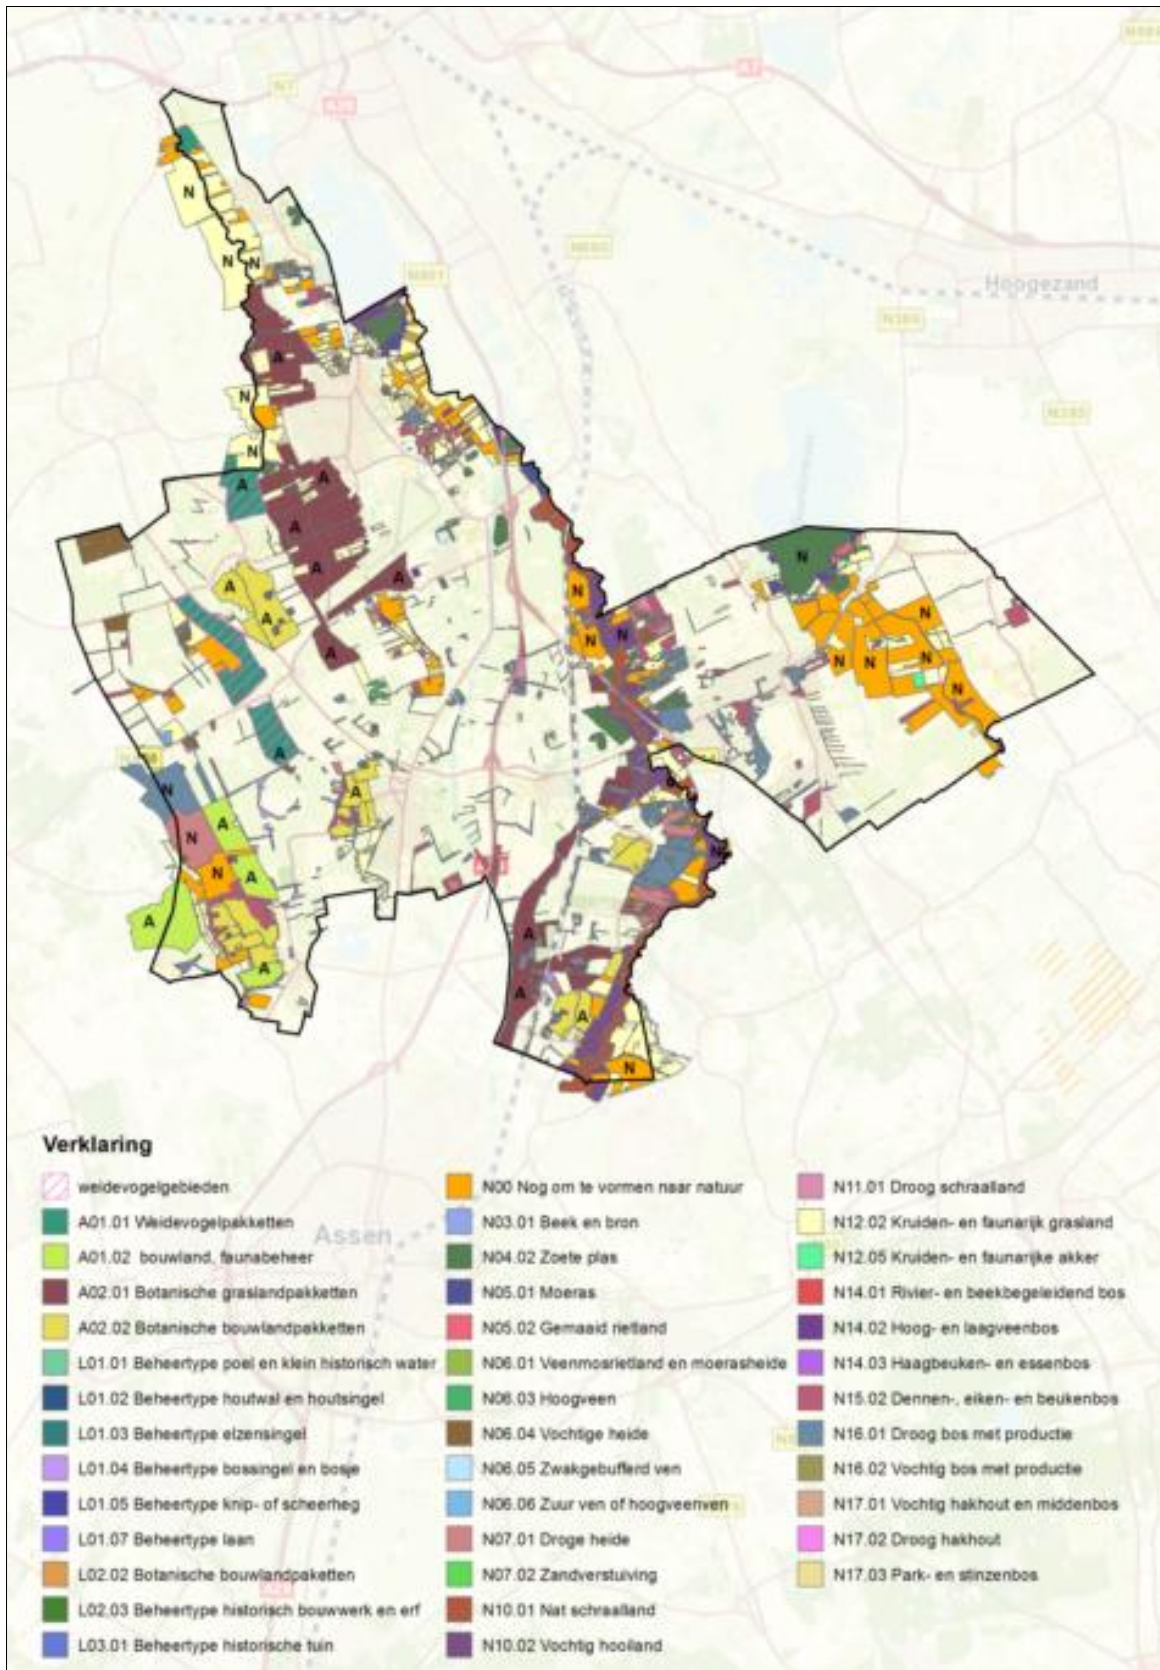 N7
A28
A7
N860
N861
Hoogezand
N
N
N
A
N
N
A
A
A
A
A
A
A
A
N
N
N
N
N
N
N
N
N
A
N
A
A
N
N
A
A
A
N
A
A
A
N
Verklaring
weidevogelgebieden
A01.01 Weidevogelpakketten
A01.02 bouwland, faunabeheer
A02.01 Botanische graslandpakketten
A02.02 Botanische bouwlandpakketten
L01.01 Beheertype poel en klein historisch water
L01.02 Beheertype houtwal en houtsingel
L01.03 Beheertype elzensingel
L01.04 Beheertype bossingel en bosje
L01.05 Beheertype knip- of scheerheg
L01.07 Beheertype laan
L02.02 Botanische bouwlandpaketten
L02.03 Beheertype historisch bouwwerk en erf
L03.01 Beheertype historische tuin
N00 Nog om te vormen naar natuur
N03.01 Beek en bron
N04.02 Zoete plas
N05.01 Moeras
N05.02 Gemaaid rietland
N06.01 Veenmosrietland en moerasheide
N06.03 Hoogveen
N06.04 Vochtige heide
N06.05 Zwakgebufferd ven
N06.06 Zuur ven of hoogveenven
N07.01 Droge heide
N07.02 Zandverstuiving
N10.01 Nat schraalland
N10.02 Vochtig hooiland
N11.01 Droog schraalland
N12.02 Kruiden- en faunarijk grasland
N12.05 Kruiden- en faunarijke akker
N14.01 Rivier- en beekbegeleidend bos
N14.02 Hoog- en laagveenbos
N14.03 Haagbeuken- en essenbos
N15.02 Dennen-, eiken- en beukenbos
N16.01 Droog bos met productie
N16.02 Vochtig bos met productie
N17.01 Vochtig hakhout en middenbos
N17.02 Droog hakhout
N17.03 Park- en stinzenbos
Assen